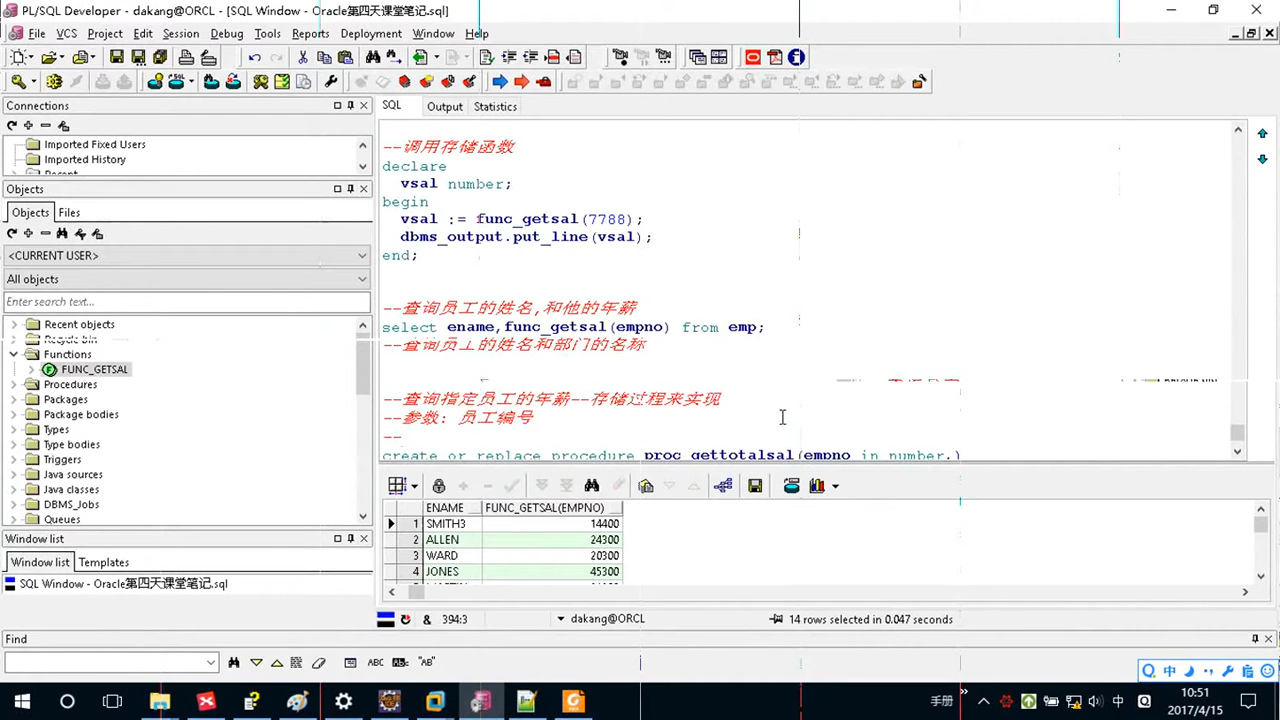 PL/SQL Developer - dakang@ORCL - [SQL Window - Oracle第四天课堂笔记.sql]
File VCS Project Edit Session Debug Tools Reports Deployment Window Help
Connections
Imported Fixed Users
Imported History
Objects
Objects Files
<CURRENT USER>
All objects
Enter search text...
Recent objects
Recycle bin
Functions
FUNC_GETSAL
Procedures
Packages
Package bodies
Types
Type bodies
Triggers
Java sources
Java classes
DBMS_Jobs
Queues
Window list
Window list Templates
SQL Window - Oracle第四天课堂笔记.sql
SQL Output Statistics
--调用存储函数
declare
vsal number;
begin
vsal := func_getsal(7788);
dbms_output.put_line(vsal);
end;
--查询员工的姓名,和他的年薪
select ename,func_getsal(empno) from emp;
--查询员工的姓名和部门的名称
--查询指定员工的年薪--存储过程来实现
--参数: 员工编号
--
create or replace procedure proc_gettotalsal(empno in number,)
ENAME FUNC_GETSAL(EMPNO)
1 SMITH3 14400
2 ALLEN 24300
3 WARD 20300
4 JONES 45300
& 394:3 dakang@ORCL 14 rows selected in 0.047 seconds
Find
ABC "AB"
中
手册 中 10:51
2017/4/15